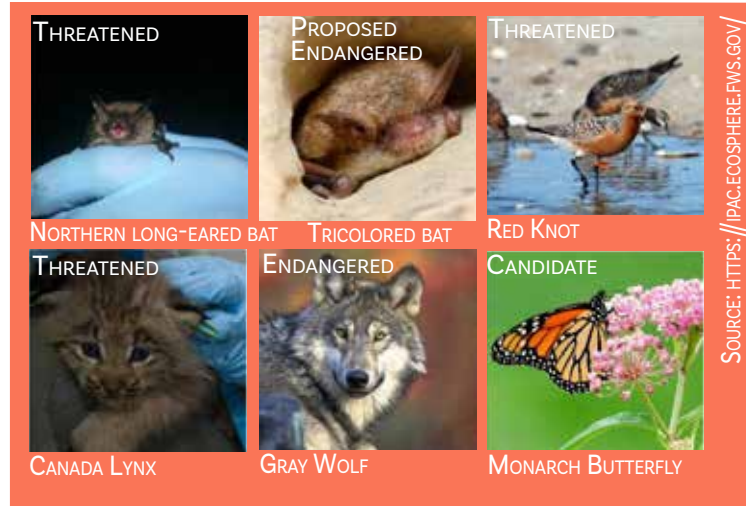 THREATENED
PROPOSED
ENDANGERED
THREATENED
NORTHERN LONG-EARED BAT
TRICOLORED BAT
RED KNOT
THREATENED
ENDANGERED
CANDIDATE
CANADA LYNX
GRAY WOLF
MONARCH BUTTERFLY
SOURCE: HTTPS://IPAC.ECOSPHERE.FWS.GOV/